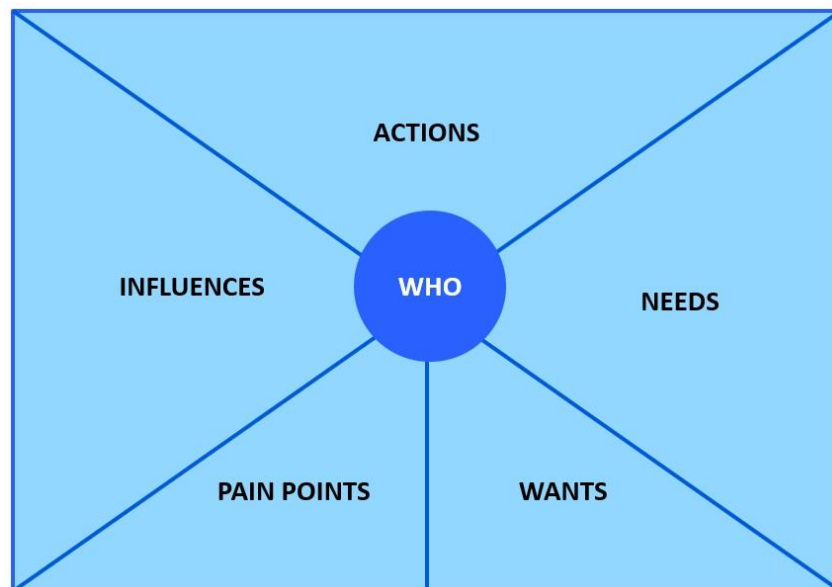 ACTIONS
INFLUENCES
WHO
NEEDS
PAIN POINTS
WANTS